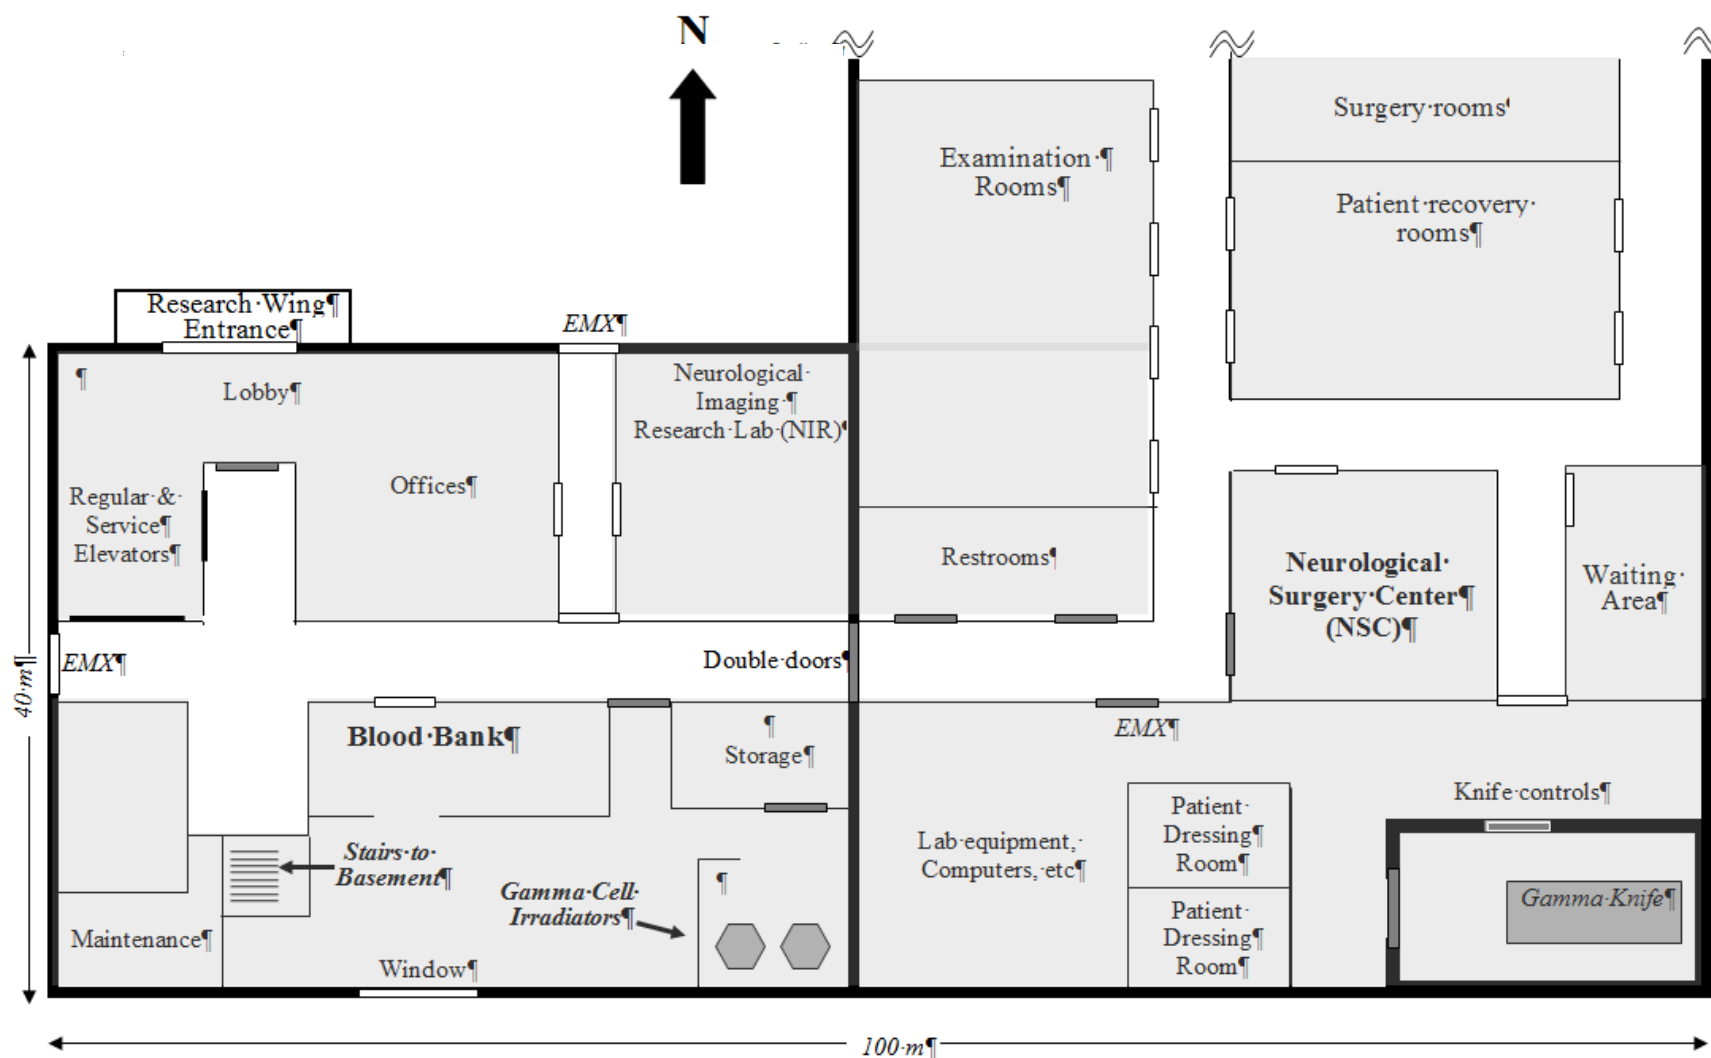 N
Surgery·rooms¶
Examination·¶
Rooms¶
Patient·recovery·
rooms¶
Research·Wing¶
Entrance¶
EMX¶
¶
Lobby¶
Neurological·
Imaging·¶
Research·Lab·(NIR)¶
Offices¶
Regular·&·
Service¶
Elevators¶
Restrooms¶
Neurological·
Surgery·Center¶
(NSC)¶
Waiting·
Area¶
EMX¶
Double·doors¶
40·m¶
Blood·Bank¶
¶
Storage¶
EMX¶
Knife·controls¶
Stairs·to·
Basement¶
Gamma·Cell·
Irradiators¶
¶
Lab·equipment,·
Computers,·etc¶
Patient·
Dressing¶
Room¶
Patient·
Dressing¶
Room¶
Gamma·Knife¶
Maintenance¶
Window¶
100·m¶